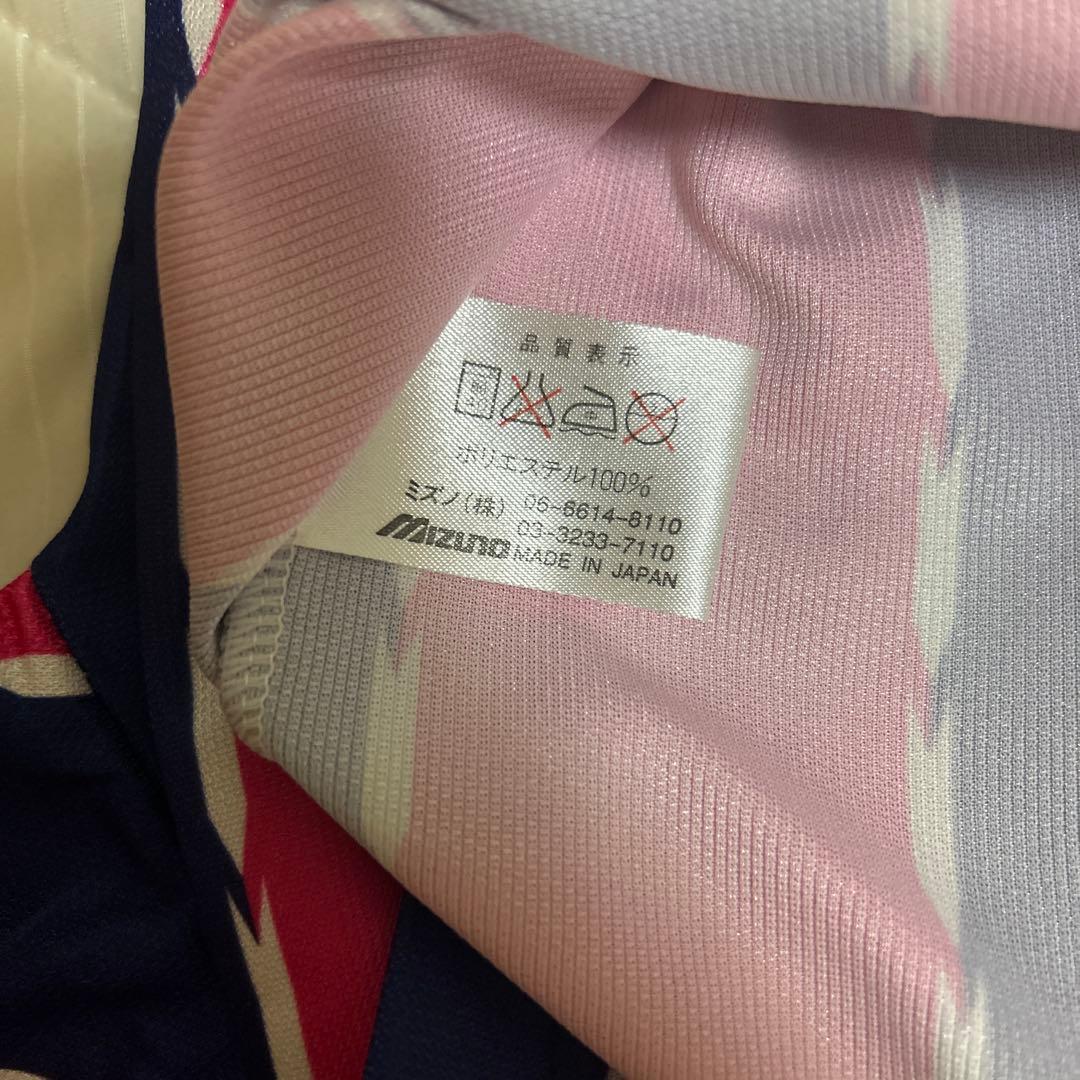 品質表示
ポリエステル100%
ミズノ(株) 06-6614-8110
03-3233-7110
MIZUNO MADE IN JAPAN